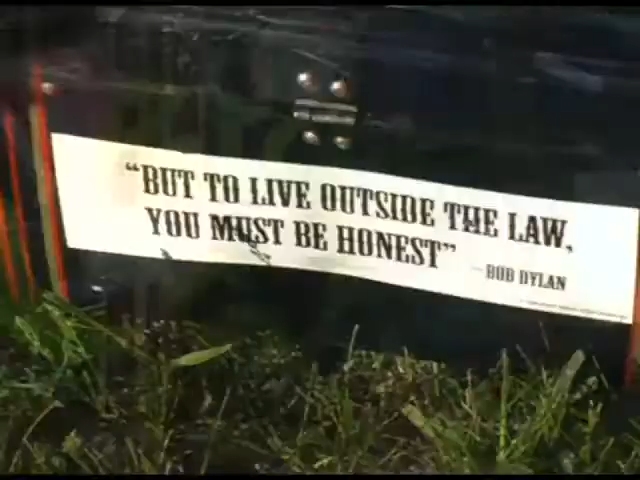 “BUT TO LIVE OUTSIDE THE LAW,
YOU MUST BE HONEST”
BOB DYLAN